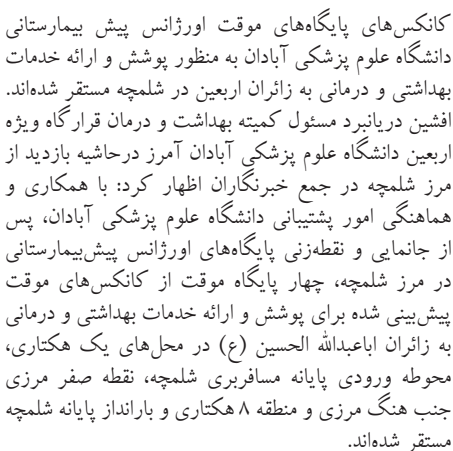 کانکس‌های پایگاه‌های موقت اورژانس پیش بیمارستانی
دانشگاه علوم پزشکی آبادان به منظور پوشش و ارائه خدمات
بهداشتی و درمانی به زائران اربعین در شلمچه مستقر شده‌اند.
افشین دریانبرد مسئول کمیته بهداشت و درمان قرارگاه ویژه
اربعین دانشگاه علوم پزشکی آبادان آمرز درحاشیه بازدید از
مرز شلمچه در جمع خبرنگاران اظهار کرد: با همکاری و
هماهنگی امور پشتیبانی دانشگاه علوم پزشکی آبادان، پس
از جانمایی و نقطه‌زنی پایگاه‌های اورژانس پیش‌بیمارستانی
در مرز شلمچه، چهار پایگاه موقت از کانکس‌های موقت
پیش‌بینی شده برای پوشش و ارائه خدمات بهداشتی و درمانی
به زائران اباعبدالله الحسین (ع) در محل‌های یک هکتاری،
محوطه ورودی پایانه مسافربری شلمچه، نقطه صفر مرزی
جنب هنگ مرزی و منطقه ۸ هکتاری و بارانداز پایانه شلمچه
مستقر شده‌اند.